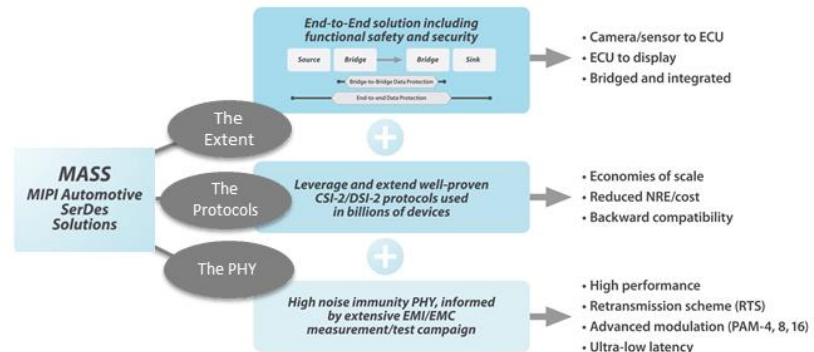 End-to-End solution including
functional safety and security
Source
Bridge
Bridge
Sink
Bridge-to-Bridge Data Protection
End-to-end Data Protection
• Camera/sensor to ECU
• ECU to display
• Bridged and integrated
The
Extent
MASS
MIPI Automotive
SerDes
Solutions
The
Protocols
Leverage and extend well-proven
CSI-2/DSI-2 protocols used
in billions of devices
• Economies of scale
• Reduced NRE/cost
• Backward compatibility
The PHY
High noise immunity PHY, informed
by extensive EMI/EMC
measurement/test campaign
• High performance
• Retransmission scheme (RTS)
• Advanced modulation (PAM-4, 8, 16)
• Ultra-low latency